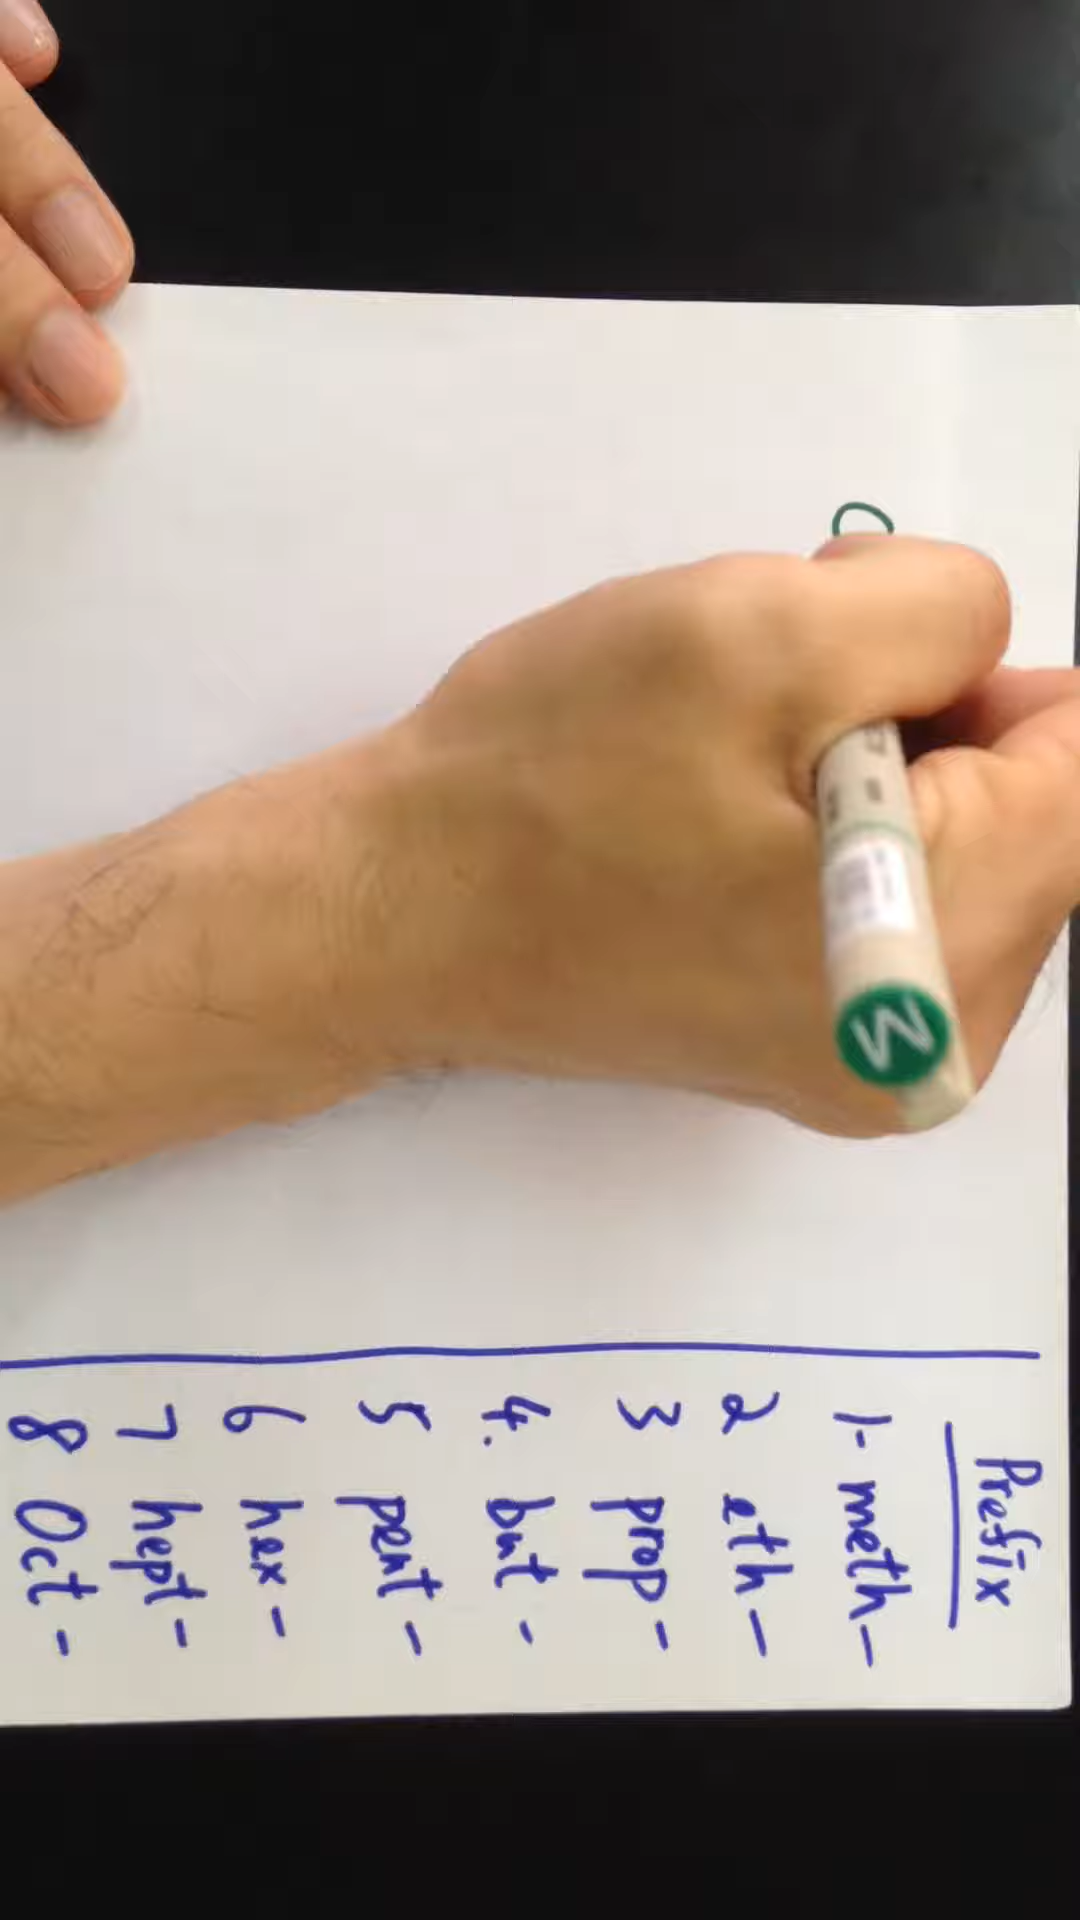 Prefix
1- meth-
2 eth-
3 prop-
4. but-
5 pent-
6 hex-
7 hept-
8 Oct-
M